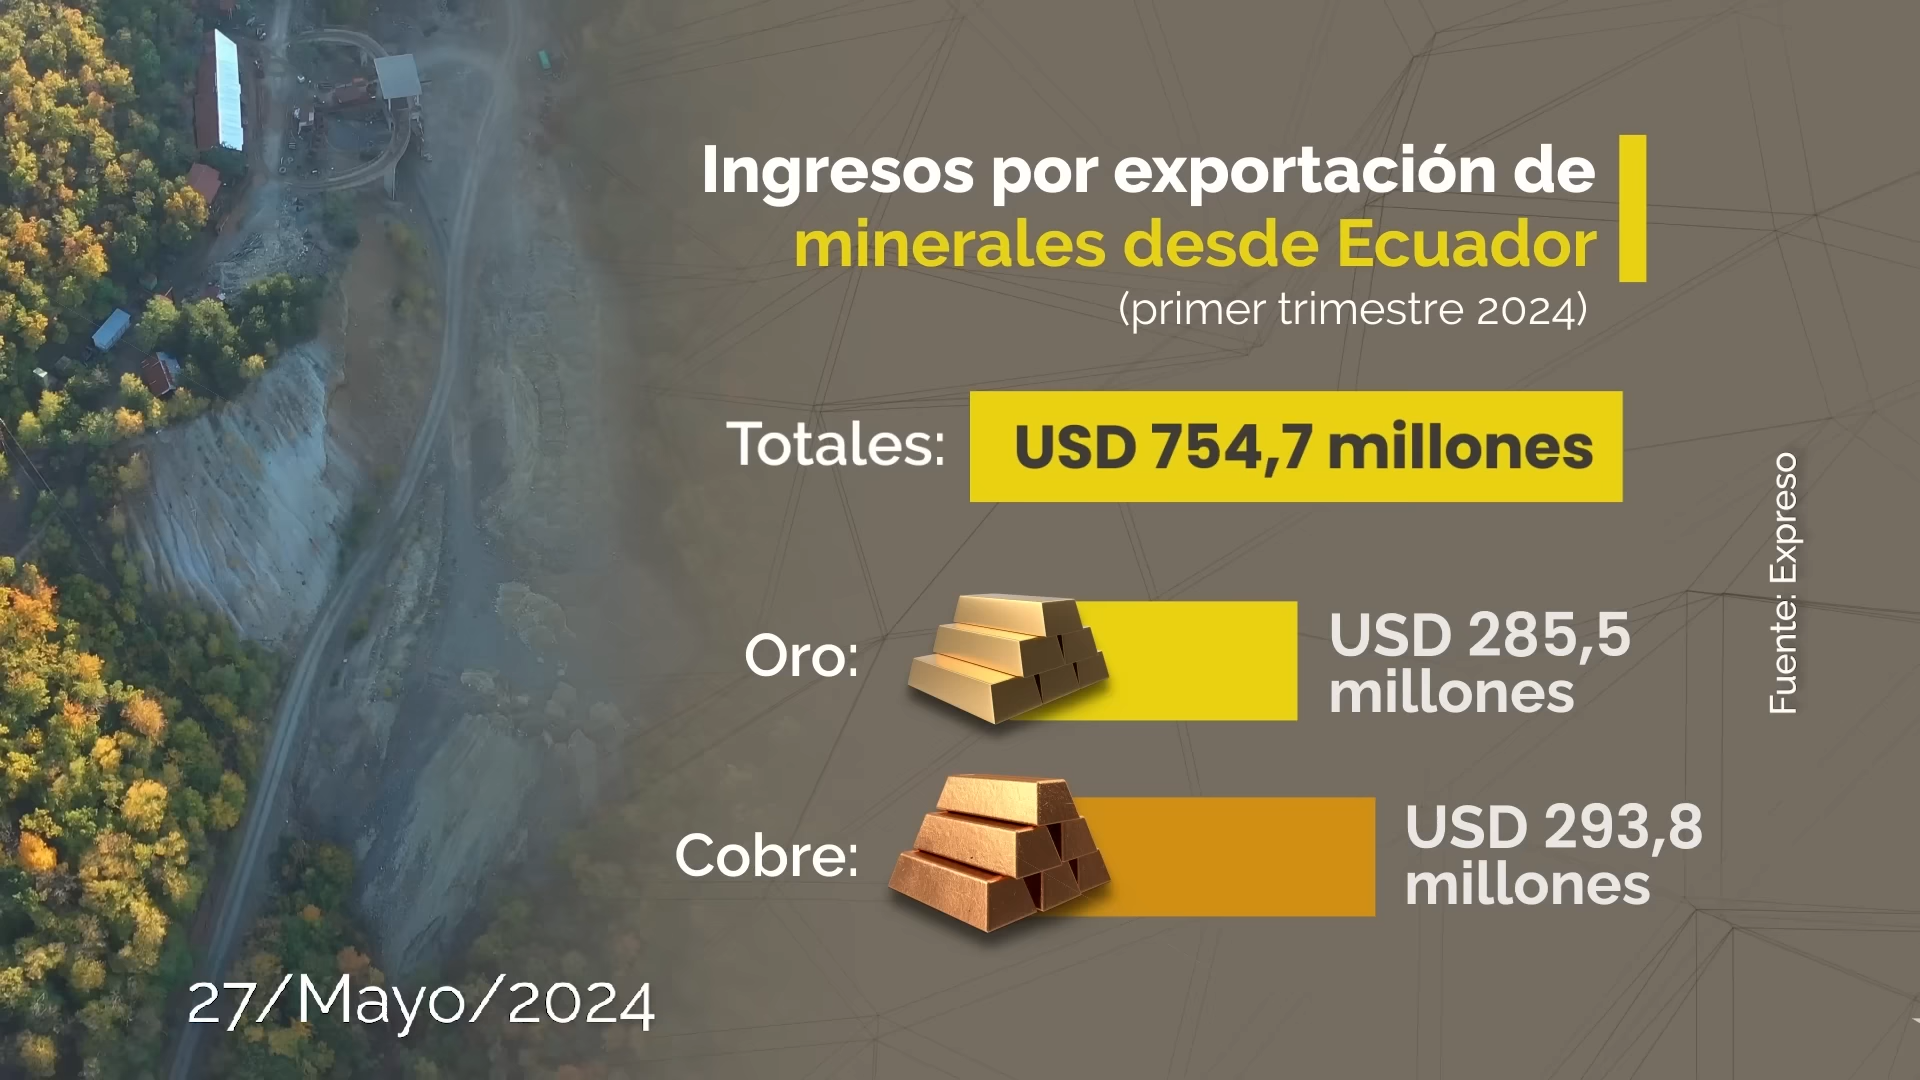 Ingresos por exportación de
minerales desde Ecuador
(primer trimestre 2024)
Totales: USD 754,7 millones
Oro: USD 285,5
millones
Cobre: USD 293,8
millones
Fuente: Expreso
27/Mayo/2024